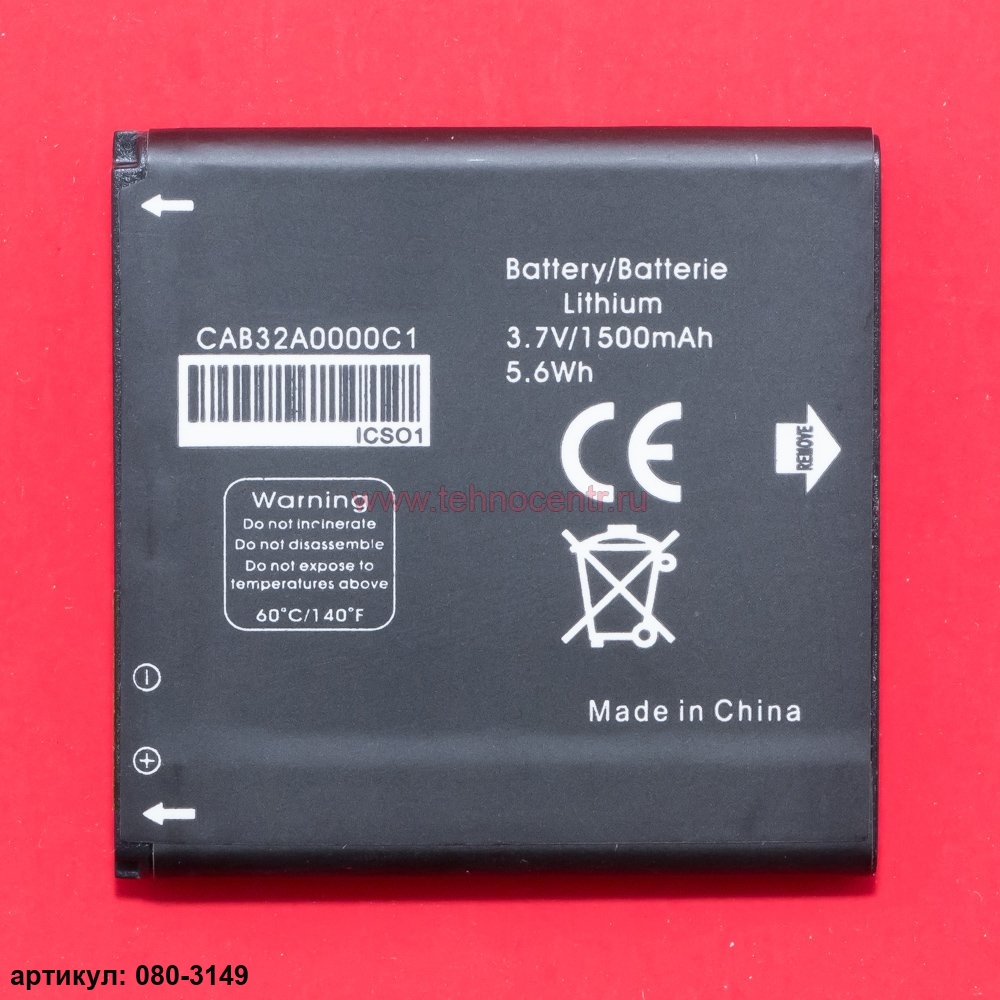 Battery/Batterie
Lithium
3.7V/1500mAh
5.6Wh
CAB32A0000C1
ICSO1
REMOVE
Warning
Do not incinerate
Do not disassemble
Do not expose to
temperatures above
60°C/140°F
www.tehnocentr.ru
Made in China
артикул: 080-3149